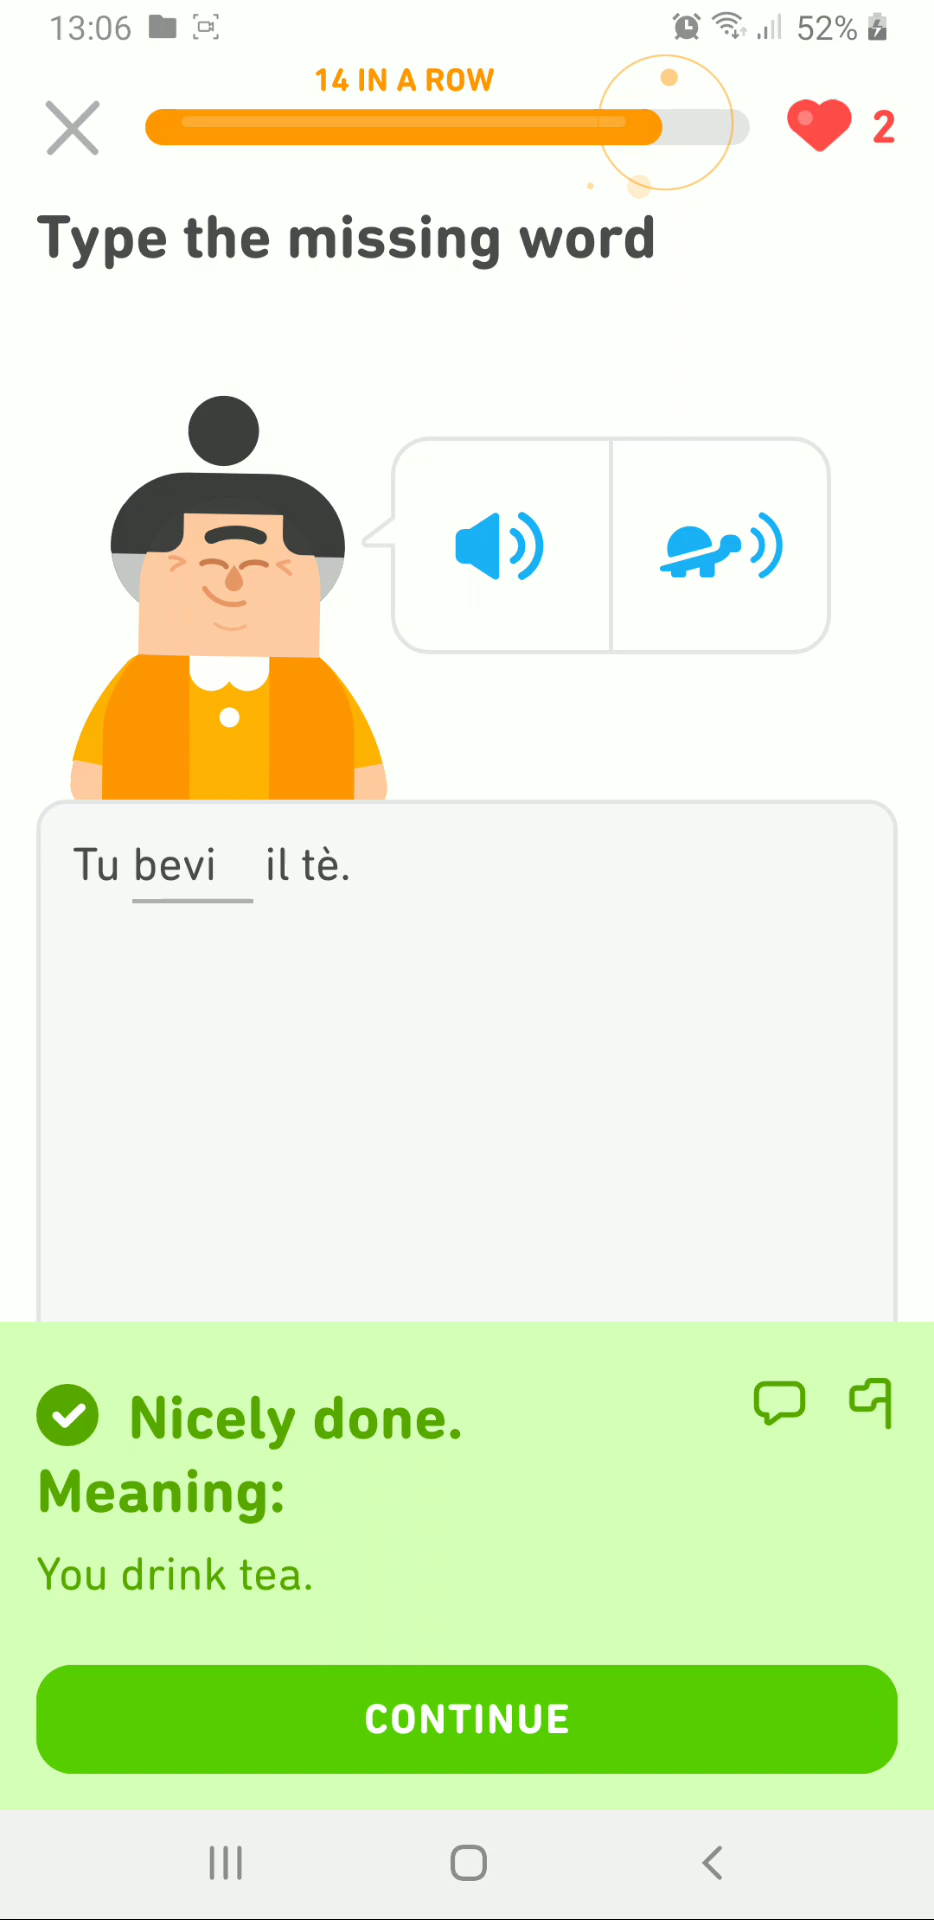 13:06
52%
14 IN A ROW
2
Type the missing word
Tu bevi il tè.
Nicely done.
Meaning:
You drink tea.
CONTINUE